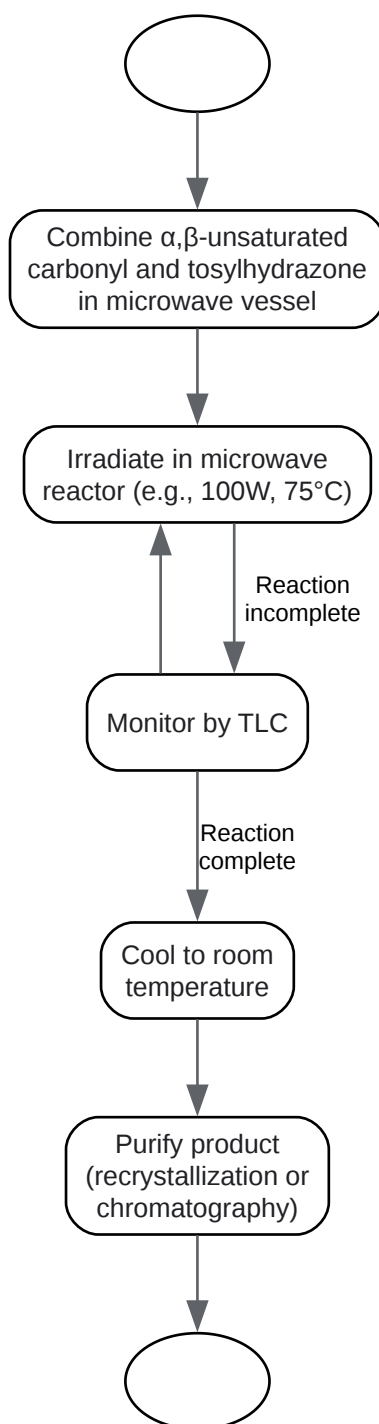 Combine α,β-unsaturated
carbonyl and tosylhydrazone
in microwave vessel
Irradiate in microwave
reactor (e.g., 100W, 75°C)
Reaction
incomplete
Monitor by TLC
Reaction
complete
Cool to room
temperature
Purify product
(recrystallization or
chromatography)